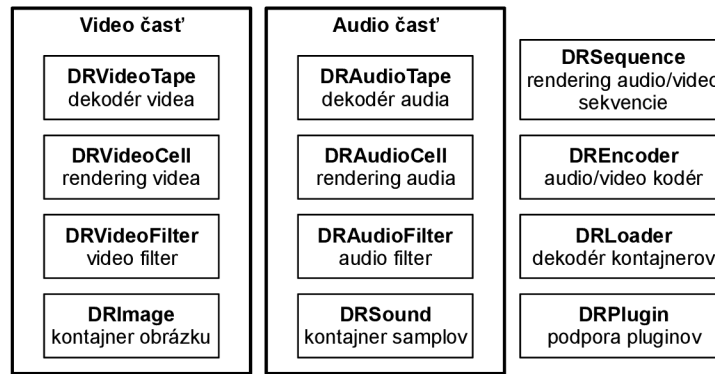 Video časť
DRVideoTape
dekodér videa
DRVideoCell
rendering videa
DRVideoFilter
video filter
DRImage
kontajner obrázku
Audio časť
DRAudioTape
dekodér audia
DRAudioCell
rendering audia
DRAudioFilter
audio filter
DRSound
kontajner samplov
DRSequence
rendering audio/video
sekvencie
DREncoder
audio/video kodér
DRLoader
dekodér kontajnerov
DRPlugin
podpora pluginov